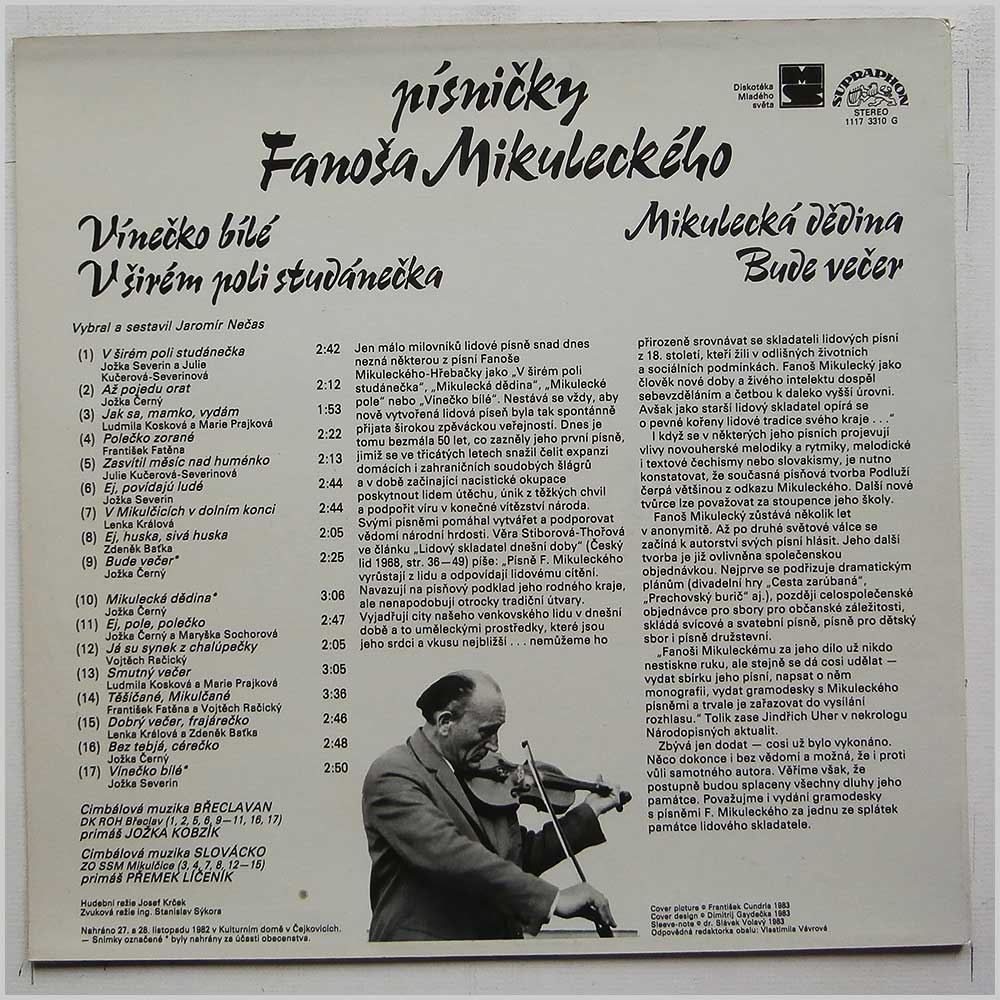 písničky
Fanoša Mikuleckého
Diskotéka
Mladého
světa
MS
SUPRAPHON
STEREO
1117 3310 G
Vínečko bílé
V širém poli studánečka
Mikulecká dědina
Bude večer
Vybral a sestavil Jaromír Nečas
(1) V širém poli studánečka 2:42
Jožka Severin a Julie
Kučerová-Severinová
(2) Až pojedu orat 2:12
Jožka Černý
(3) Jak sa, mamko, vydám 1:53
Ludmila Kosková a Marie Prajková
(4) Polečko zorané 2:22
František Fatěna
(5) Zasvítil měsíc nad huménko 2:13
Julie Kučerová-Severinová
(6) Ej, povídajú ludé 2:44
Jožka Severin
(7) V Mikulčicích v dolním konci 2:44
Lenka Králová
(8) Ej, huska, sivá huska 2:05
Zdeněk Baťka
(9) Bude večer* 2:25
Jožka Černý
(10) Mikulecká dědina* 3:06
Jožka Černý
(11) Ej, pole, polečko 2:47
Jožka Černý a Maryška Sochorová
(12) Já su synek z chalúpečky 2:05
Vojtěch Račický
(13) Smutný večer 3:05
Ludmila Kosková a Marie Prajková
(14) Těšičané, Mikulčané 3:36
František Fatěna a Vojtěch Račický
(15) Dobrý večer, frajárečko 2:46
Lenka Králová a Zdeněk Baťka
(16) Bez tebjá, cérečko 2:48
Jožka Černý
(17) Vínečko bílé* 2:50
Jožka Severin
Cimbálová muzika BŘECLAVAN
DK ROH Břeclav (1, 2, 5, 6, 9—11, 16, 17)
primáš JOŽKA KOBZÍK
Cimbálová muzika SLOVÁCKO
ZO SSM Mikulčice (3, 4, 7, 8, 12—15)
primáš PŘEMEK LÍČENÍK
Hudební režie Josef Krček
Zvuková režie ing. Stanislav Sýkora
Nahráno 27. a 28. listopadu 1982 v Kulturním domě v Čejkovicích.
— Snímky označené * byly nahrány za účasti obecenstva.
Jen málo milovníků lidové písně snad dnes
nezná některou z písní Fanoše
Mikuleckého-Hřebačky jako „V širém poli
studánečka“, „Mikulecká dědina“, „Mikulecké
pole“ nebo „Vínečko bílé“. Nestává se vždy, aby
nově vytvořená lidová píseň byla tak spontánně
přijata širokou zpěváckou veřejností. Dnes je
tomu bezmála 50 let, co zazněly jeho první písně,
jimiž se ve třicátých letech snažil čelit expanzi
domácích i zahraničních soudobých šlágrů
a v době začínající nacistické okupace
poskytnout lidem útěchu, únik z těžkých chvil
a podpořit víru v konečné vítězství národa.
Svými písněmi pomáhal vytvářet a podporovat
vědomí národní hrdosti. Věra Stiborová-Thořová
ve článku „Lidový skladatel dnešní doby“ (Český
lid 1968, str. 36—49) píše: „Písně F. Mikuleckého
vyrůstají z lidu a odpovídají lidovému cítění.
Navazují na písňový podklad jeho rodného kraje,
ale nenapodobují otrocky tradiční útvary.
Vyjadřují city našeho venkovského lidu v dnešní
době a to uměleckými prostředky, které jsou
jeho srdci a vkusu nejbližší . . . nemůžeme ho
přirozeně srovnávat se skladateli lidových písní
z 18. století, kteří žili v odlišných životních
a sociálních podmínkách. Fanoš Mikulecký jako
člověk nové doby a živého intelektu dospěl
sebevzděláním a četbou k daleko vyšší úrovni.
Avšak jako starší lidový skladatel opírá se
o pevné kořeny lidové tradice svého kraje . . .“
I když se v některých jeho písních projevují
vlivy novouherské melodiky a rytmiky, melodické
i textové čechismy nebo slovakismy, je nutno
konstatovat, že současná písňová tvorba Podluží
čerpá většinou z odkazu Mikuleckého. Další nové
tvůrce lze považovat za stoupence jeho školy.
Fanoš Mikulecký zůstává několik let
v anonymitě. Až po druhé světové válce se
začíná k autorství svých písní hlásit. Jeho další
tvorba je již ovlivněna společenskou
objednávkou. Nejprve se podřizuje dramatickým
plánům (divadelní hry „Cesta zarúbaná“,
„Prechovský burič“ aj.), později celospolečenské
objednávce pro sbory pro občanské záležitosti,
skládá svícové a svatební písně, písně pro dětský
sbor i písně družstevní.
„Fanoši Mikuleckému za jeho dílo už nikdo
nestiskne ruku, ale stejně se dá cosi udělat —
vydat sbírku jeho písní, napsat o něm
monografii, vydat gramodesky s Mikuleckého
písněmi a trvale je zařazovat do vysílání
rozhlasu.“ Tolik zase Jindřich Uher v nekrologu
Národopisných aktualit.
Zbývá jen dodat — cosi už bylo vykonáno.
Něco dokonce i bez vědomí a možná, že i proti
vůli samotného autora. Věříme však, že
postupně budou splaceny všechny dluhy jeho
památce. Považujme i vydání gramodesky
s písněmi F. Mikuleckého za jednu ze splátek
památce lidového skladatele.
Cover picture © František Cundrla 1983
Cover design © Dimitrij Gaydečka 1983
Sleeve-note © dr. Slávek Volavý 1983
Odpovědná redaktorka obalu: Vlastimila Vávrová